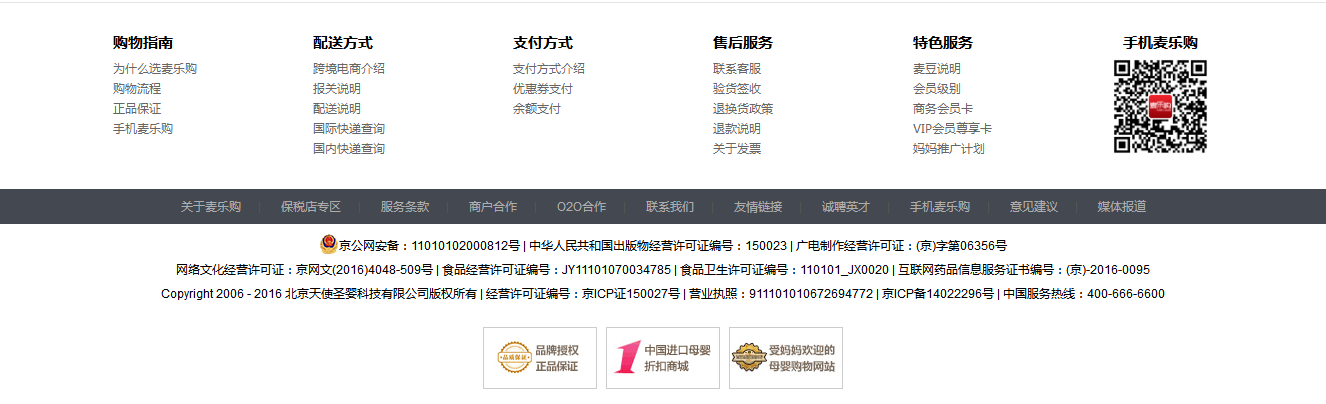 购物指南
为什么选麦乐购
购物流程
正品保证
手机麦乐购
配送方式
跨境电商介绍
报关说明
配送说明
国际快递查询
国内快递查询
支付方式
支付方式介绍
优惠券支付
余额支付
售后服务
联系客服
验货签收
退换货政策
退款说明
关于发票
特色服务
麦豆说明
会员级别
商务会员卡
VIP会员尊享卡
妈妈推广计划
手机麦乐购
麦乐购
关于麦乐购 | 保税店专区 | 服务条款 | 商户合作 | O2O合作 | 联系我们 | 友情链接 | 诚聘英才 | 手机麦乐购 | 意见建议 | 媒体报道
京公网安备：11010102000812号 | 中华人民共和国出版物经营许可证编号：150023 | 广电制作经营许可证：(京)字第06356号
网络文化经营许可证：京网文(2016)4048-509号 | 食品经营许可证编号：JY11101070034785 | 食品卫生许可证编号：110101_JX0020 | 互联网药品信息服务证书编号：(京)-2016-0095
Copyright 2006 - 2016 北京天使圣婴科技有限公司版权所有 | 经营许可证编号：京ICP证150027号 | 营业执照：911101010672694772 | 京ICP备14022296号 | 中国服务热线：400-666-6600
品质保证
品牌授权
正品保证
1
中国进口母婴
折扣商城
受妈妈欢迎的
母婴购物网站